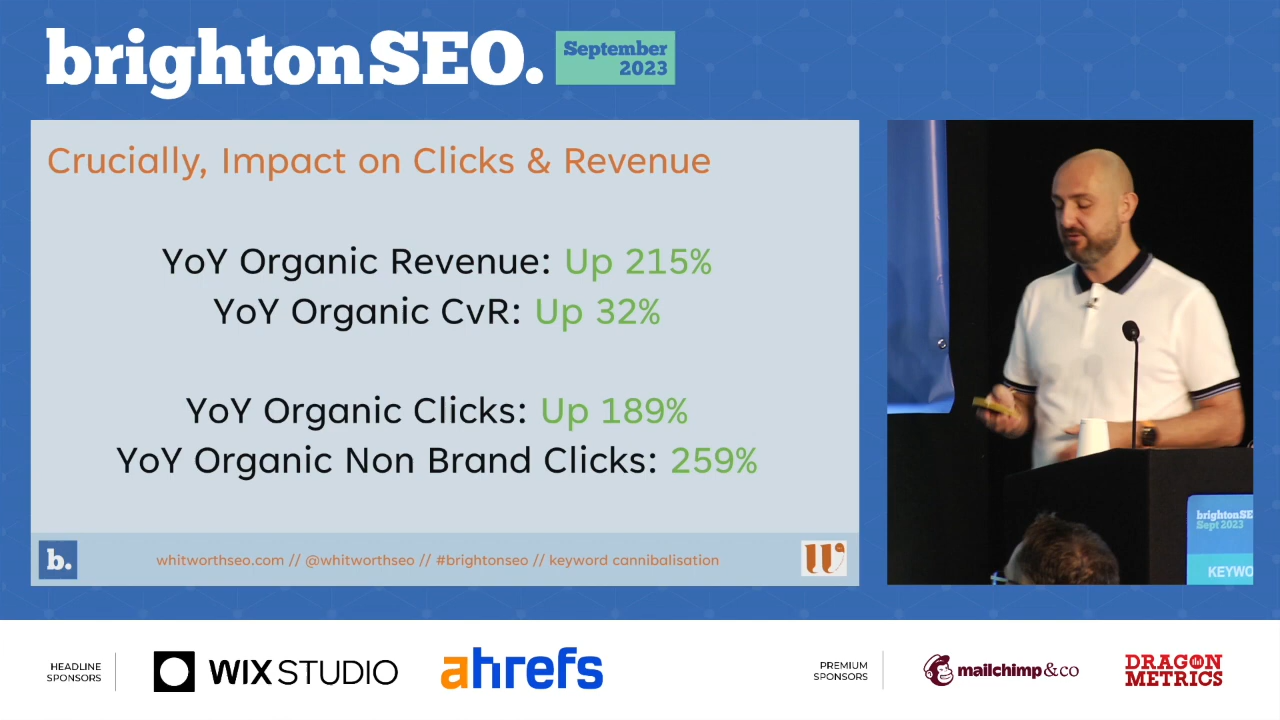 brightonSEO.
September
2023
Crucially, Impact on Clicks & Revenue
YoY Organic Revenue: Up 215%
YoY Organic CvR: Up 32%
YoY Organic Clicks: Up 189%
YoY Organic Non Brand Clicks: 259%
b.
whitworthseo.com // @whitworthseo // #brightonseo // keyword cannibalisation
W
brightonSE
Sept 2023
KEYWO
HEADLINE
SPONSORS
WIX STUDIO
ahrefs
PREMIUM
SPONSORS
mailchimp&co
DRAGON
METRICS